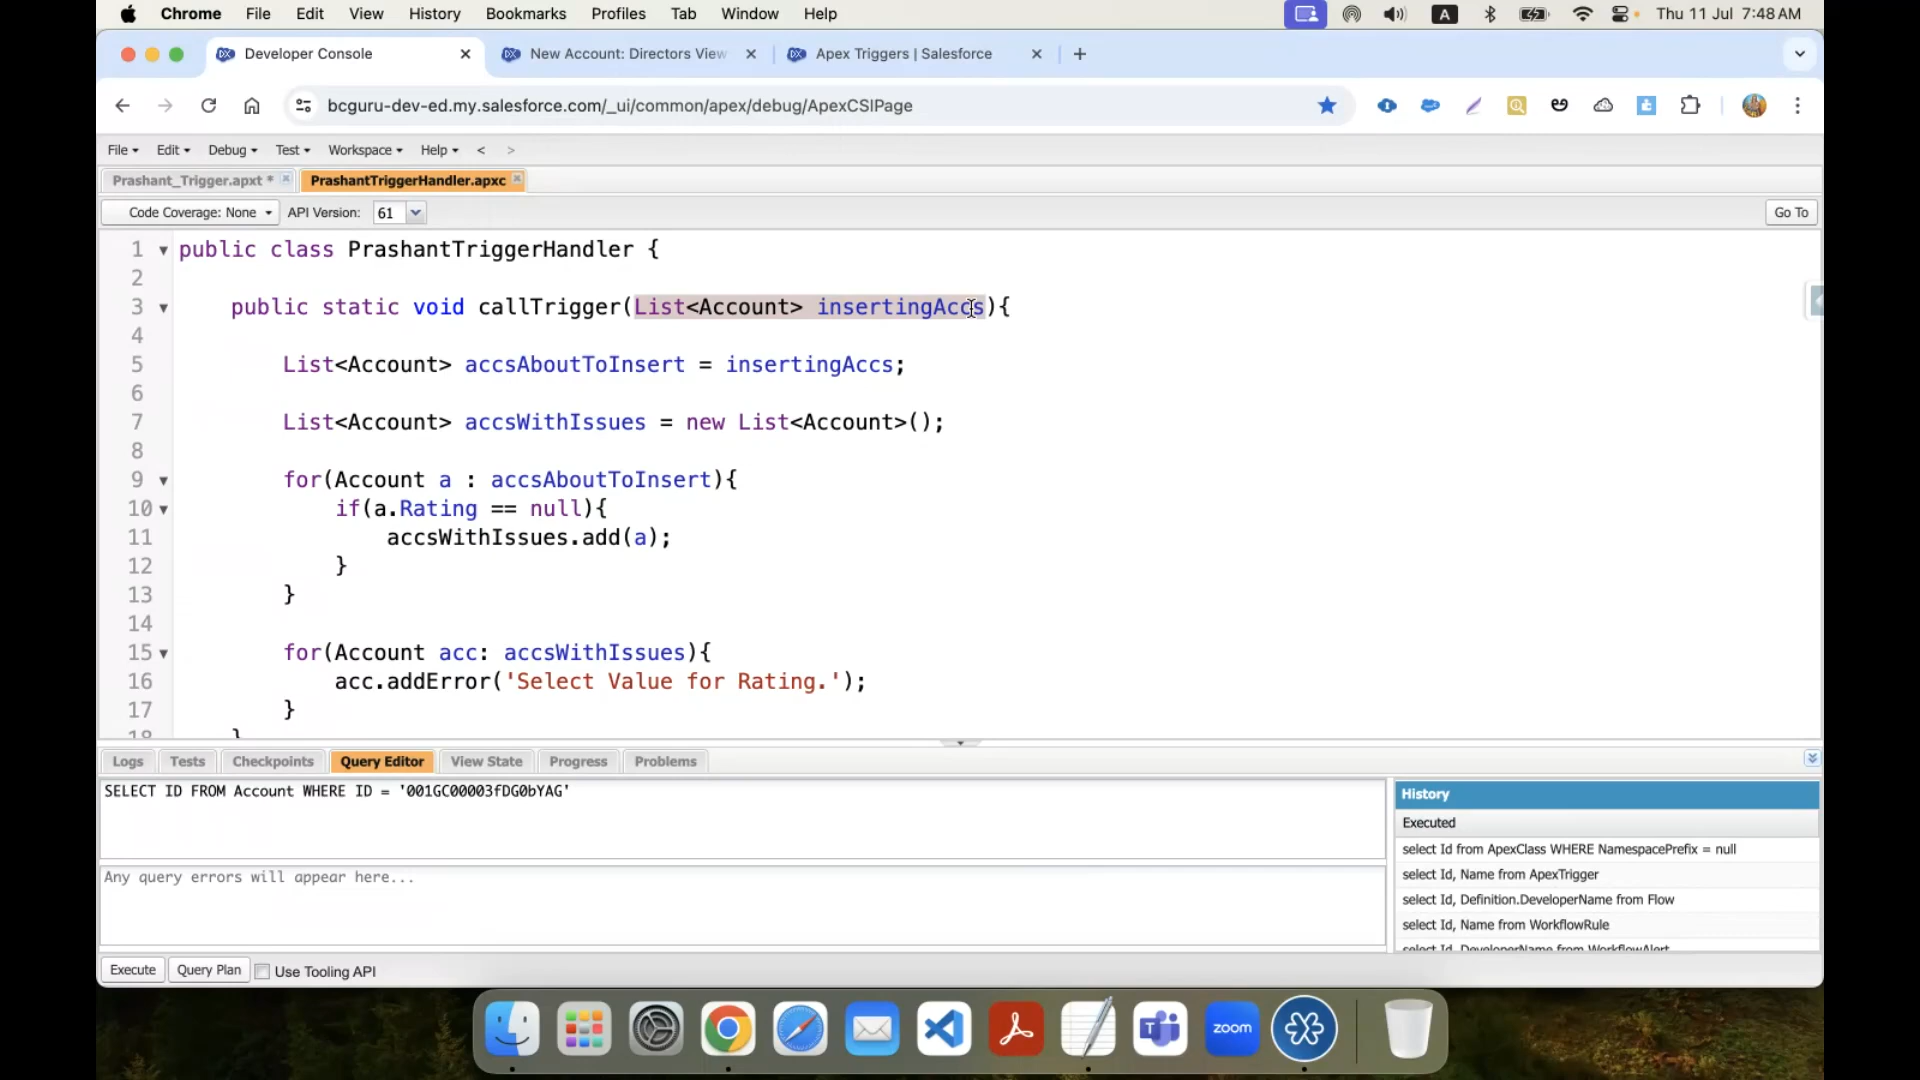 Chrome File Edit View History Bookmarks Profiles Tab Window Help A Thu 11 Jul 7:48 AM
Developer Console New Account: Directors View Apex Triggers | Salesforce
bcguru-dev-ed.my.salesforce.com/_ui/common/apex/debug/ApexCSIPage
File Edit Debug Test Workspace Help < >
Prashant_Trigger.apxt * PrashantTriggerHandler.apxc
Code Coverage: None API Version: 61 Go To
1 public class PrashantTriggerHandler {
2
3 public static void callTrigger(List<Account> insertingAccs){
4
5 List<Account> accsAboutToInsert = insertingAccs;
6
7 List<Account> accsWithIssues = new List<Account>();
8
9 for(Account a : accsAboutToInsert){
10 if(a.Rating == null){
11 accsWithIssues.add(a);
12 }
13 }
14
15 for(Account acc: accsWithIssues){
16 acc.addError('Select Value for Rating.');
17 }
18 }
Logs Tests Checkpoints Query Editor View State Progress Problems
SELECT ID FROM Account WHERE ID = '001GC00003fDG0bYAG'
Any query errors will appear here...
History
Executed
select Id from ApexClass WHERE NamespacePrefix = null
select Id, Name from ApexTrigger
select Id, Definition.DeveloperName from Flow
select Id, Name from WorkflowRule
select Id, DeveloperName from WorkflowAlert
Execute Query Plan Use Tooling API
zoom